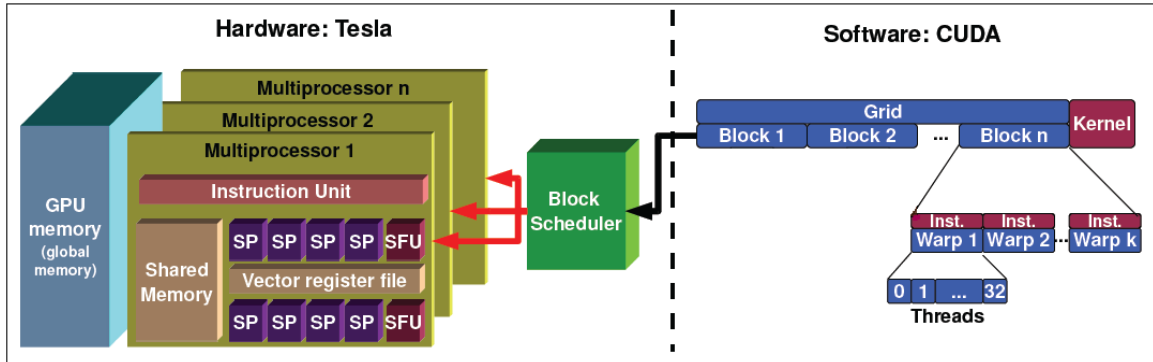 Hardware: Tesla
Software: CUDA
Multiprocessor n
Multiprocessor 2
Multiprocessor 1
Instruction Unit
GPU
memory
(global
memory)
Shared
Memory
SP SP SP SP SFU
Vector register file
SP SP SP SP SFU
Block
Scheduler
Grid
Kernel
Block 1 Block 2 ... Block n
Inst. Inst. Inst.
Warp 1 Warp 2 ... Warp k
0 1 ... 32
Threads